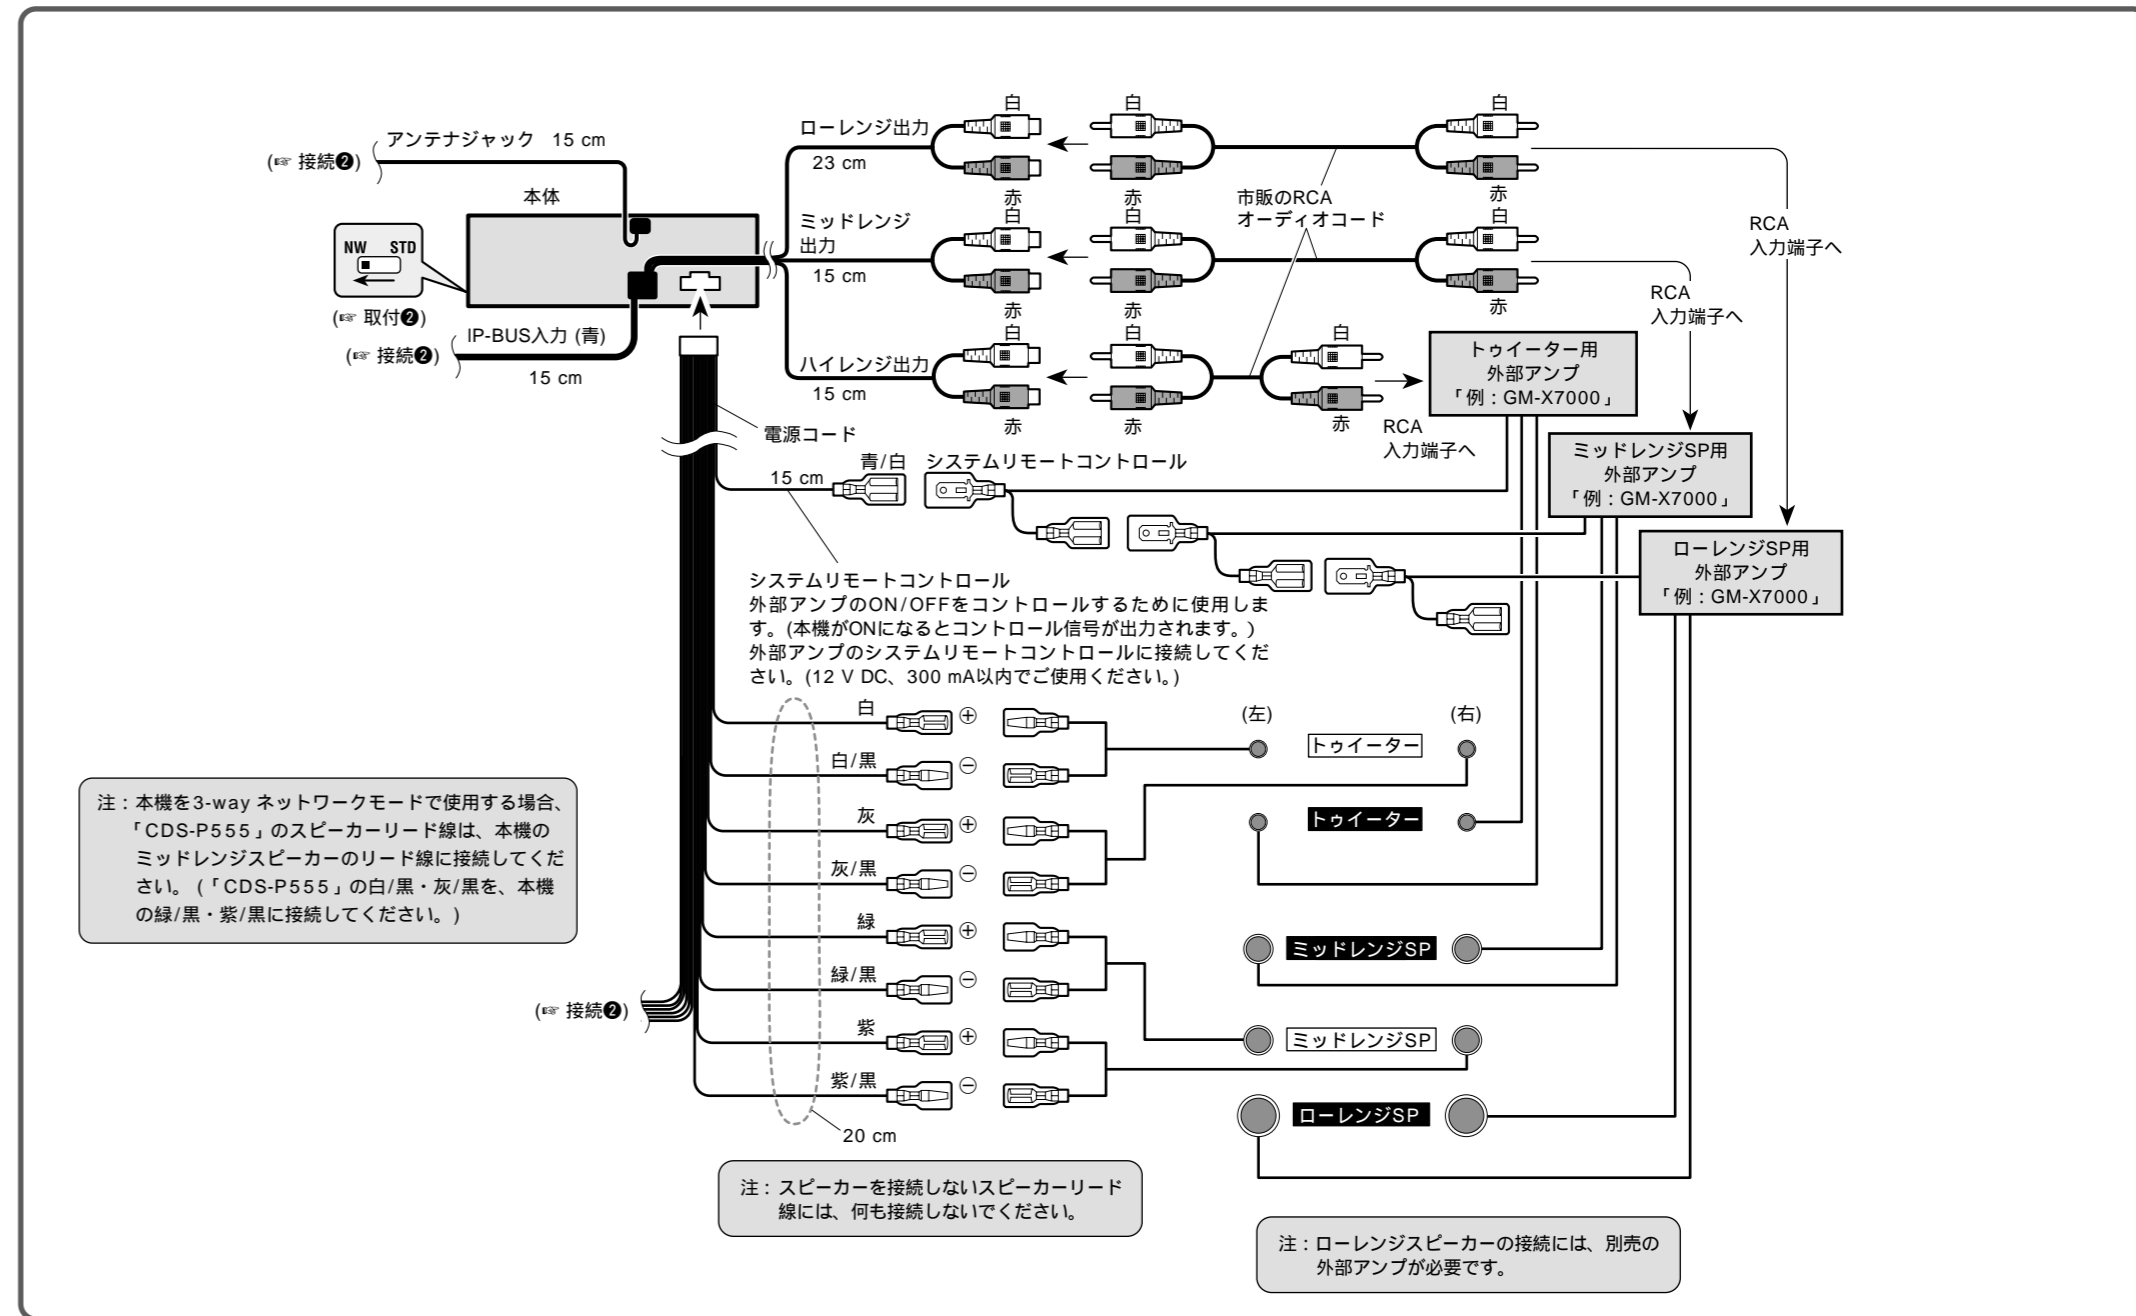 アンテナジャック 15 cm
(☞ 接続❷)
本体
NW STD
(☞ 取付❷)
IP-BUS入力 (青)
(☞ 接続❷)
15 cm
ローレンジ出力
23 cm
白
赤
白
赤
白
赤
ミッドレンジ
出力
15 cm
白
赤
白
赤
白
赤
ハイレンジ出力
15 cm
白
赤
白
赤
白
赤
市販のRCA
オーディオコード
RCA
入力端子へ
RCA
入力端子へ
RCA
入力端子へ
トゥイーター用
外部アンプ
「例：GM-X7000」
ミッドレンジSP用
外部アンプ
「例：GM-X7000」
ローレンジSP用
外部アンプ
「例：GM-X7000」
電源コード
15 cm
青/白
システムリモートコントロール
システムリモートコントロール
外部アンプのON/OFFをコントロールするために使用しま
す。(本機がONになるとコントロール信号が出力されます。)
外部アンプのシステムリモートコントロールに接続してくだ
さい。(12 V DC、300 mA以内でご使用ください。)
白 ⊕
白/黒 ⊖
灰 ⊕
灰/黒 ⊖
緑 ⊕
緑/黒 ⊖
紫 ⊕
紫/黒 ⊖
20 cm
(☞ 接続❷)
(左) (右)
トゥイーター
トゥイーター
ミッドレンジSP
ミッドレンジSP
ローレンジSP
注：本機を3-way ネットワークモードで使用する場合、
「CDS-P555」のスピーカーリード線は、本機の
ミッドレンジスピーカーのリード線に接続してくだ
さい。(「CDS-P555」の白/黒・灰/黒を、本機
の緑/黒・紫/黒に接続してください。)
注：スピーカーを接続しないスピーカーリード
線には、何も接続しないでください。
注：ローレンジスピーカーの接続には、別売の
外部アンプが必要です。